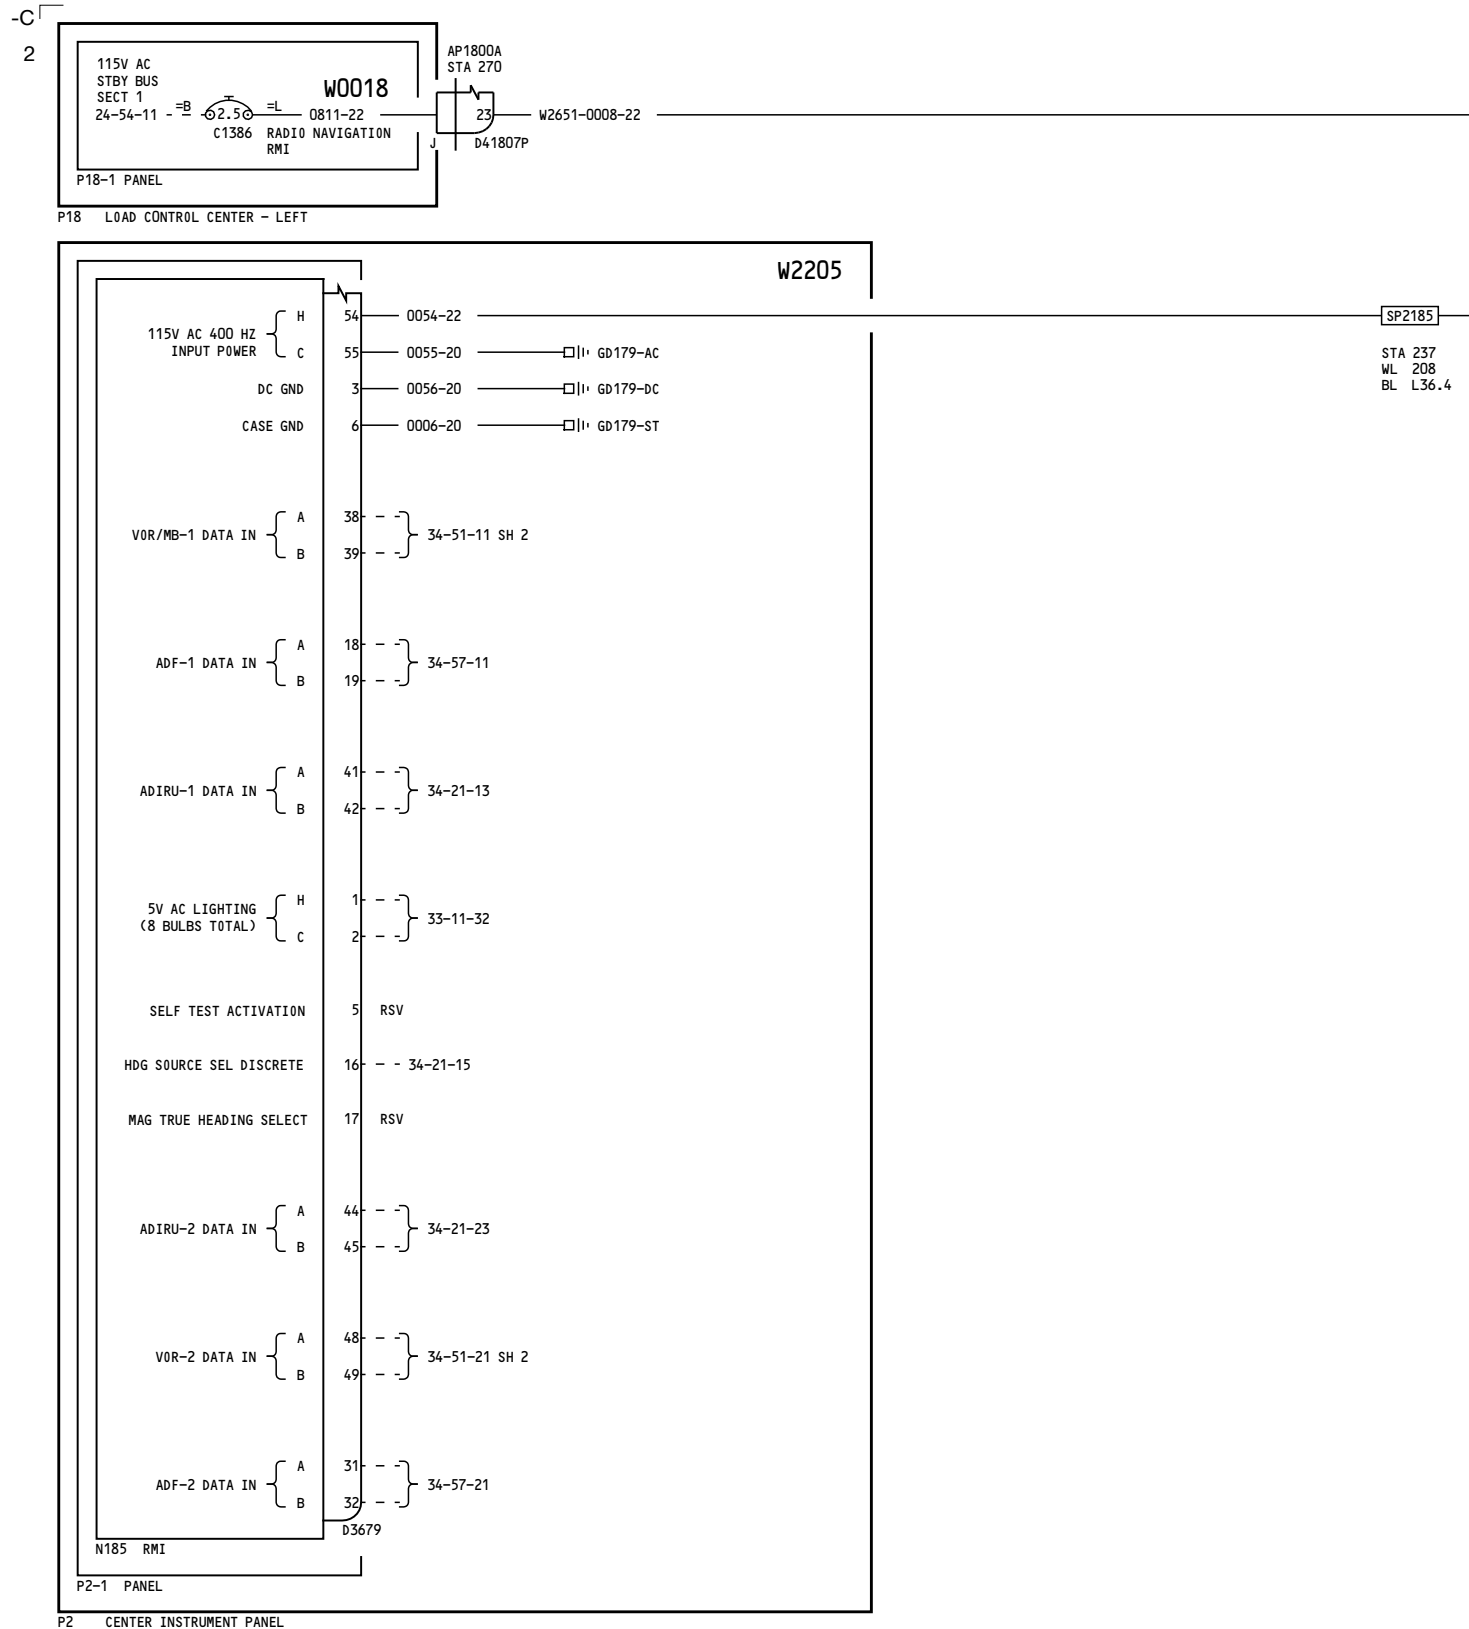 -C
2
115V AC
STBY BUS
SECT 1
24-54-11
=B
2.5
C1386
=L
W0018
0811-22
RADIO NAVIGATION
RMI
J
AP1800A
STA 270
23
D41807P
W2651-0008-22
P18-1 PANEL
P18 LOAD CONTROL CENTER - LEFT
W2205
115V AC 400 HZ
INPUT POWER
H 54 0054-22
SP2185
C 55 0055-20 GD179-AC
STA 237
WL 208
BL L36.4
DC GND 3 0056-20 GD179-DC
CASE GND 6 0006-20 GD179-ST
A 38
VOR/MB-1 DATA IN 34-51-11 SH 2
B 39
A 18
ADF-1 DATA IN 34-57-11
B 19
A 41
ADIRU-1 DATA IN 34-21-13
B 42
H 1
5V AC LIGHTING
(8 BULBS TOTAL)
33-11-32
C 2
SELF TEST ACTIVATION 5 RSV
HDG SOURCE SEL DISCRETE 16 34-21-15
MAG TRUE HEADING SELECT 17 RSV
A 44
ADIRU-2 DATA IN 34-21-23
B 45
A 48
VOR-2 DATA IN 34-51-21 SH 2
B 49
A 31
ADF-2 DATA IN 34-57-21
B 32
D3679
N185 RMI
P2-1 PANEL
P2 CENTER INSTRUMENT PANEL